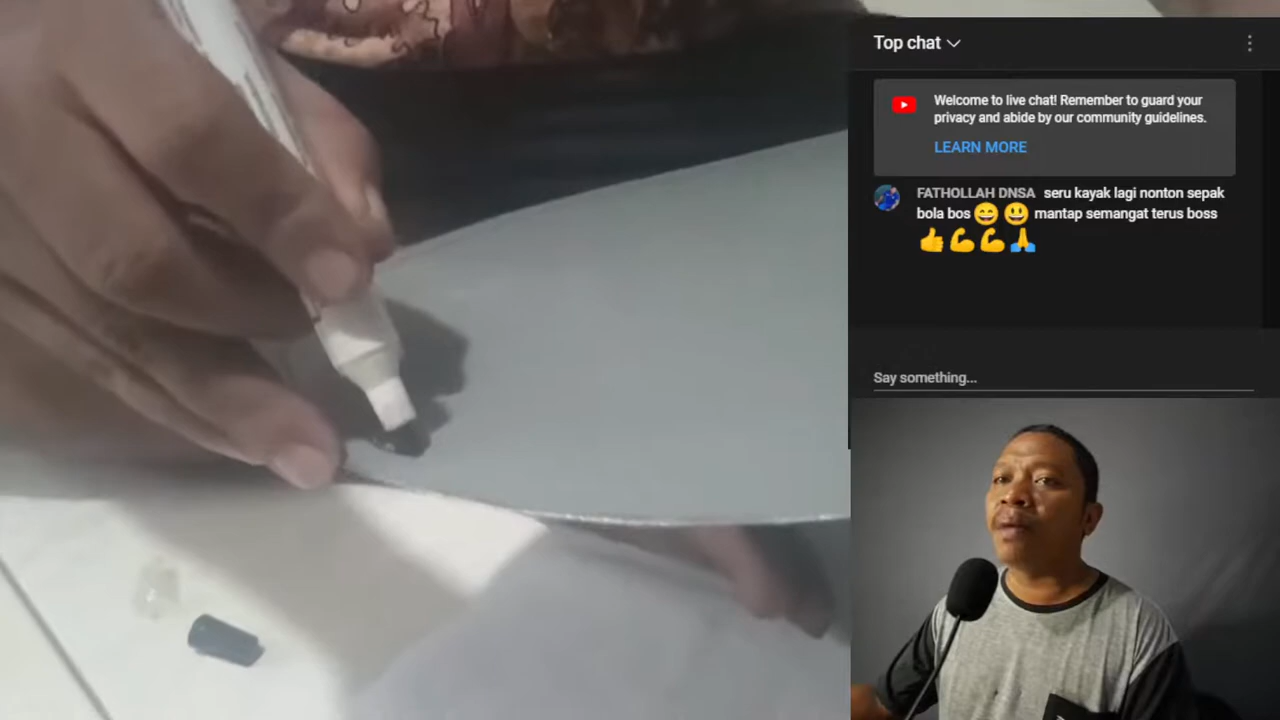 Top chat
Welcome to live chat! Remember to guard your
privacy and abide by our community guidelines.
LEARN MORE
FATHOLLAH DNSA seru kayak lagi nonton sepak
bola bos😄 😃 mantap semangat terus boss
👍💪💪🙏
Say something...